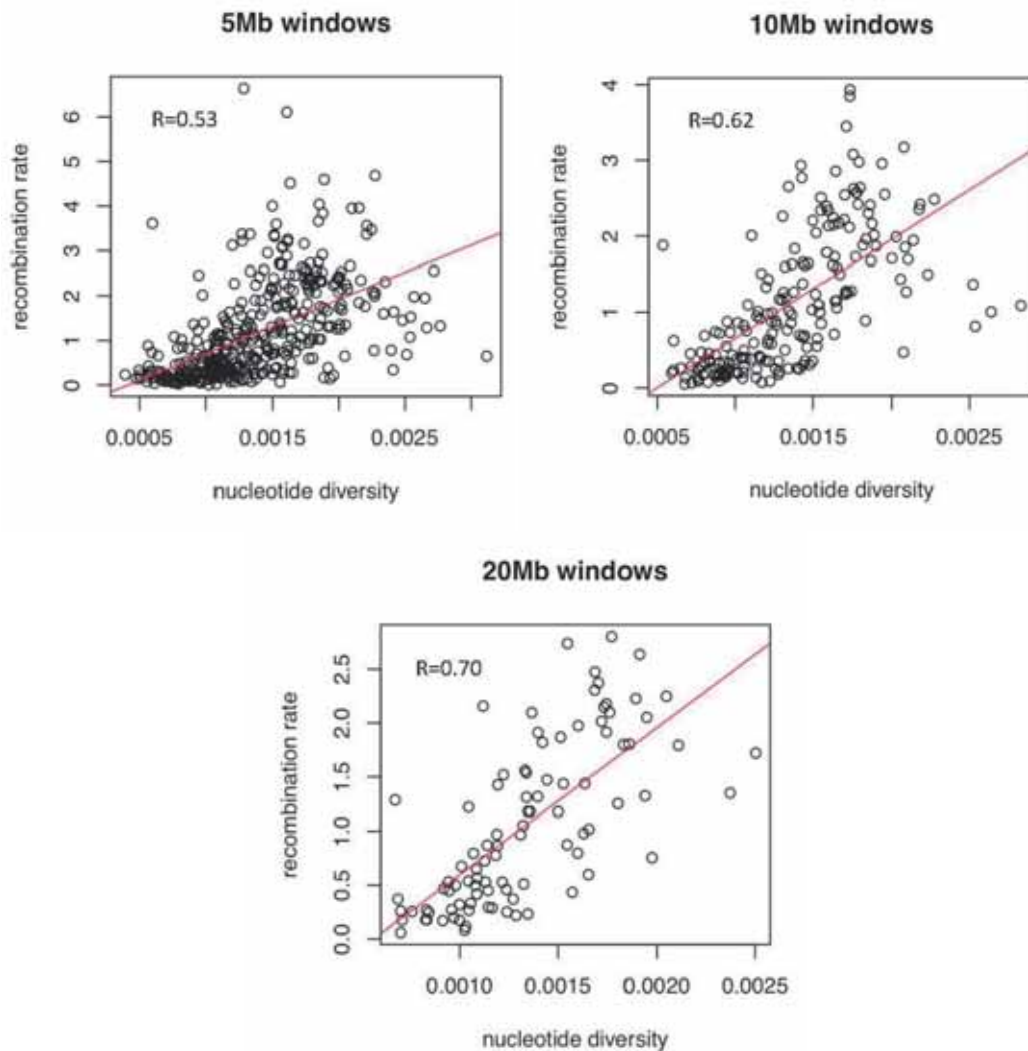 5Mb windows
R=0.53
recombination rate
0
1
2
3
4
5
6
0.0005
0.0015
0.0025
nucleotide diversity
10Mb windows
R=0.62
recombination rate
0
1
2
3
4
0.0005
0.0015
0.0025
nucleotide diversity
20Mb windows
R=0.70
recombination rate
0.0
0.5
1.0
1.5
2.0
2.5
0.0010
0.0015
0.0020
0.0025
nucleotide diversity